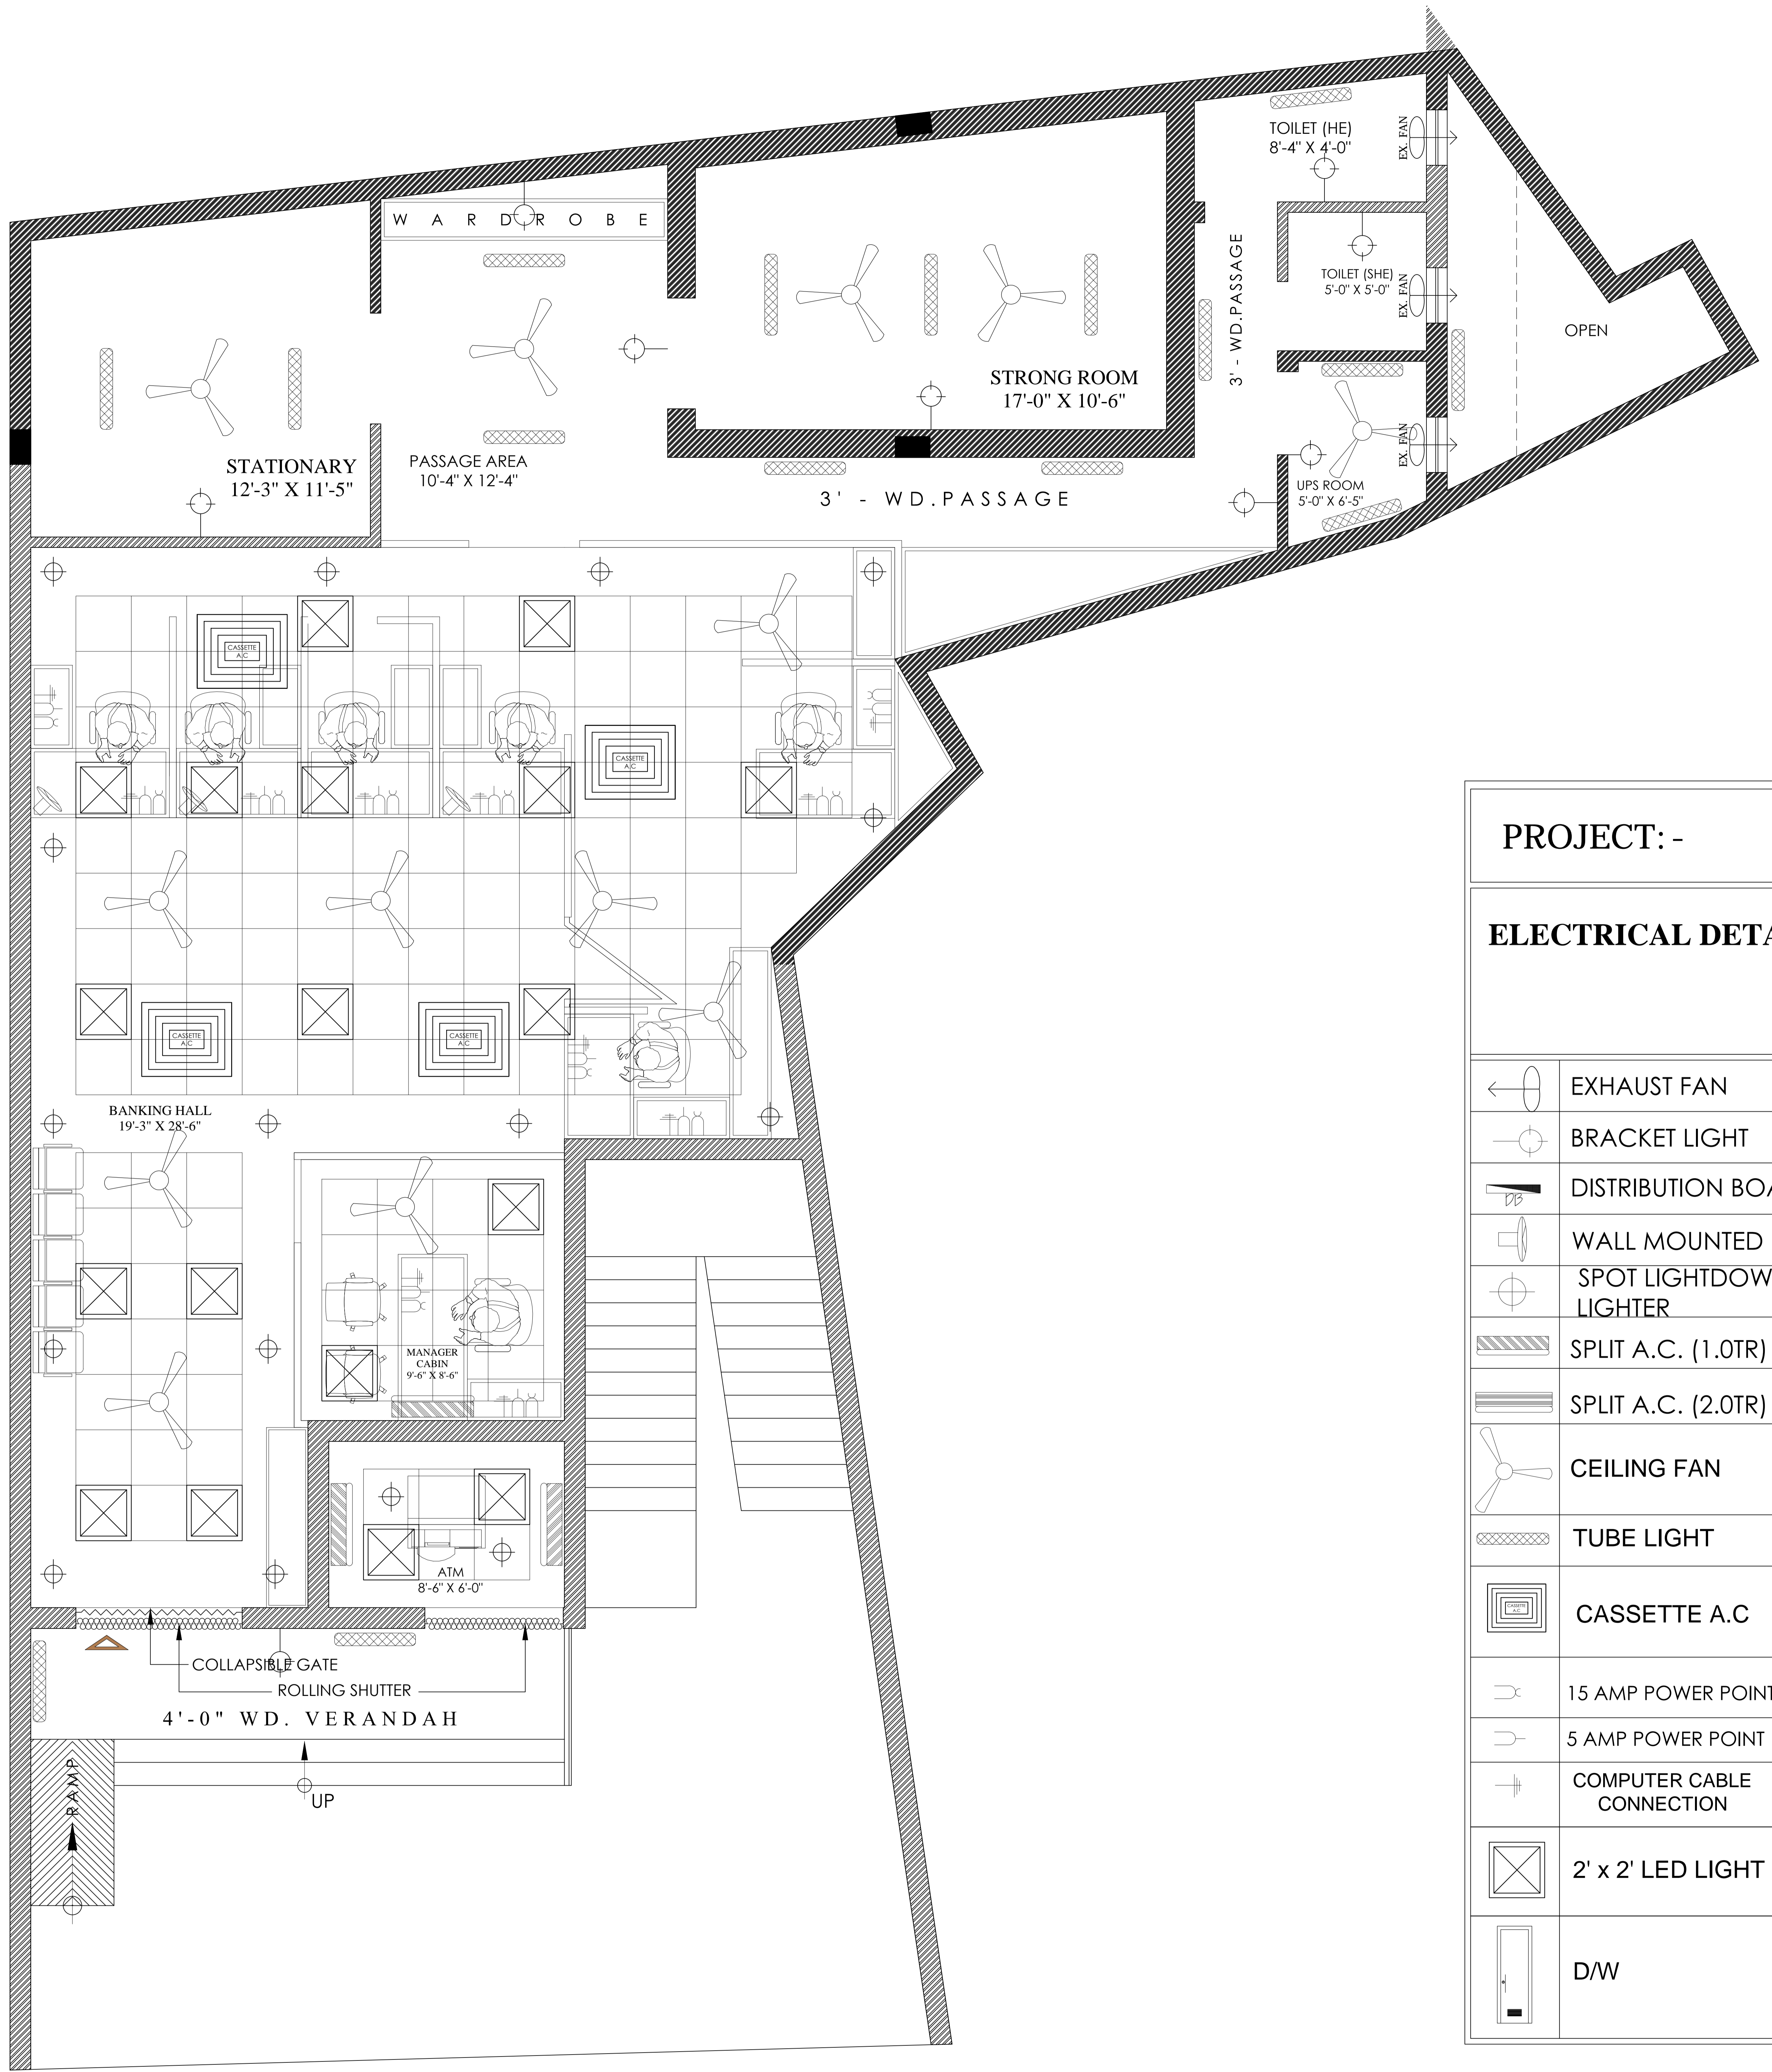 TOILET (HE)
8'-4" X 4'-0"
EX. FAN
W A R D R O B E
3' - WD.PASSAGE
TOILET (SHE)
5'-0" X 5'-0"
EX. FAN
OPEN
STRONG ROOM
17'-0" X 10'-6"
EX. FAN
STATIONARY
12'-3" X 11'-5"
PASSAGE AREA
10'-4" X 12'-4"
UPS ROOM
5'-0" X 6'-5"
3' - WD.PASSAGE
CASSETTE
A.C
CASSETTE
A.C
CASSETTE
A.C
CASSETTE
A.C
BANKING HALL
19'-3" X 28'-6"
MANAGER
CABIN
9'-6" X 8'-6"
ATM
8'-6" X 6'-0"
COLLAPSIBLE GATE
ROLLING SHUTTER
4'-0" WD. VERANDAH
RAMP
UP
PROJECT: -
ELECTRICAL DETA
EXHAUST FAN
BRACKET LIGHT
DB
DISTRIBUTION BOA
WALL MOUNTED
SPOT LIGHTDOW
LIGHTER
SPLIT A.C. (1.0TR)
SPLIT A.C. (2.0TR)
CEILING FAN
TUBE LIGHT
CASSETTE
A.C
CASSETTE A.C
15 AMP POWER POINT
5 AMP POWER POINT
COMPUTER CABLE
CONNECTION
2' x 2' LED LIGHT
D/W